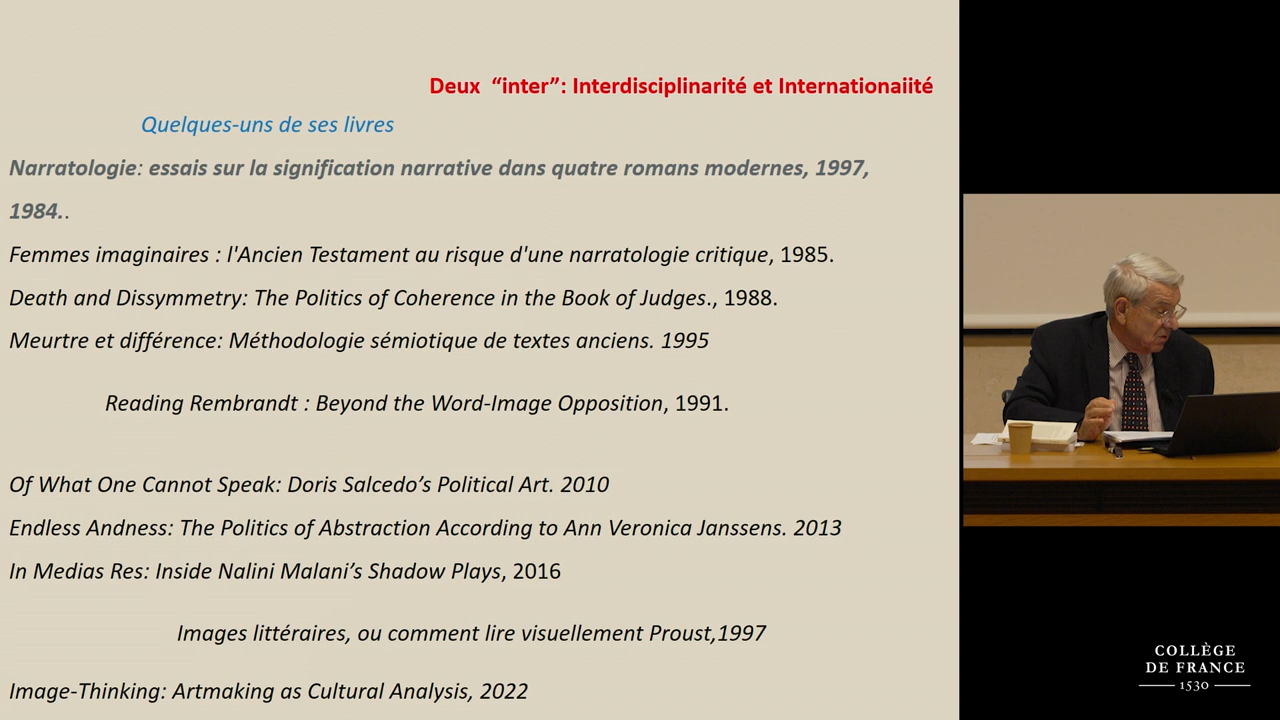 Deux “inter”: Interdisciplinarité et Internationaiité
Quelques-uns de ses livres
Narratologie: essais sur la signification narrative dans quatre romans modernes, 1997,
1984..
Femmes imaginaires : l'Ancien Testament au risque d'une narratologie critique, 1985.
Death and Dissymmetry: The Politics of Coherence in the Book of Judges., 1988.
Meurtre et différence: Méthodologie sémiotique de textes anciens. 1995
Reading Rembrandt : Beyond the Word-Image Opposition, 1991.
Of What One Cannot Speak: Doris Salcedo’s Political Art. 2010
Endless Andness: The Politics of Abstraction According to Ann Veronica Janssens. 2013
In Medias Res: Inside Nalini Malani’s Shadow Plays, 2016
Images littéraires, ou comment lire visuellement Proust,1997
Image-Thinking: Artmaking as Cultural Analysis, 2022
COLLÈGE
DE FRANCE
1530